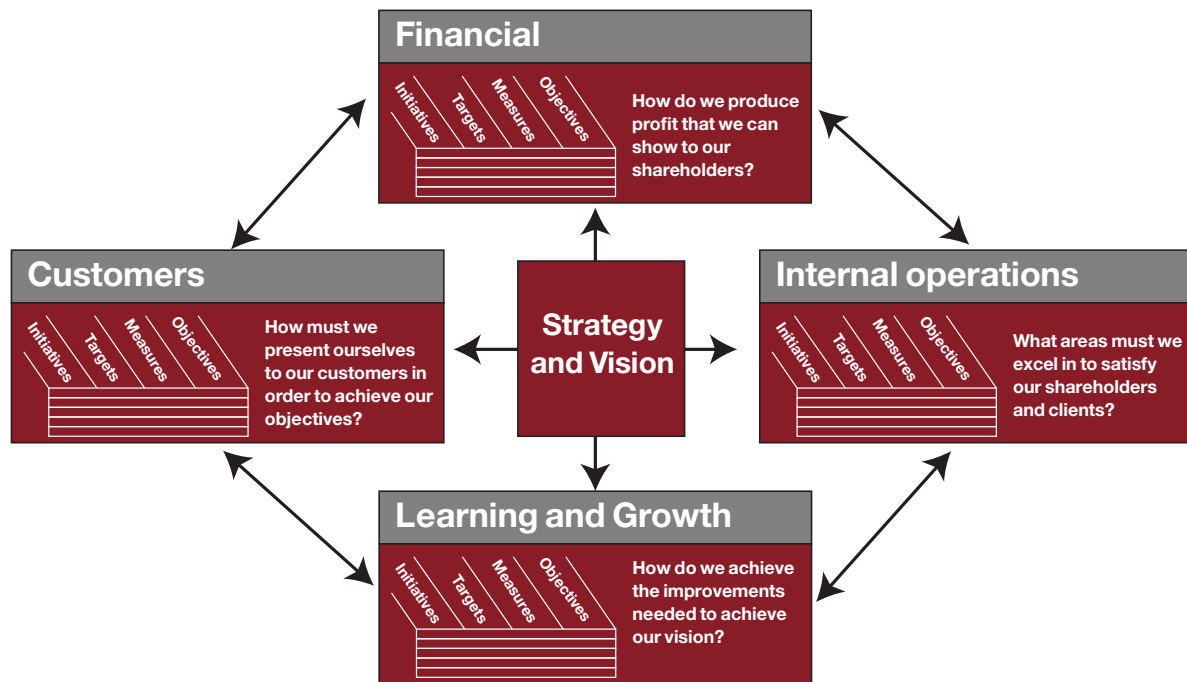 Financial
Initiatives
Targets
Measures
Objectives
How do we produce
profit that we can
show to our
shareholders?
Customers
Initiatives
Targets
Measures
Objectives
How must we
present ourselves
to our customers in
order to achieve our
objectives?
Strategy
and Vision
Internal operations
Initiatives
Targets
Measures
Objectives
What areas must we
excel in to satisfy
our shareholders
and clients?
Learning and Growth
Initiatives
Targets
Measures
Objectives
How do we achieve
the improvements
needed to achieve
our vision?